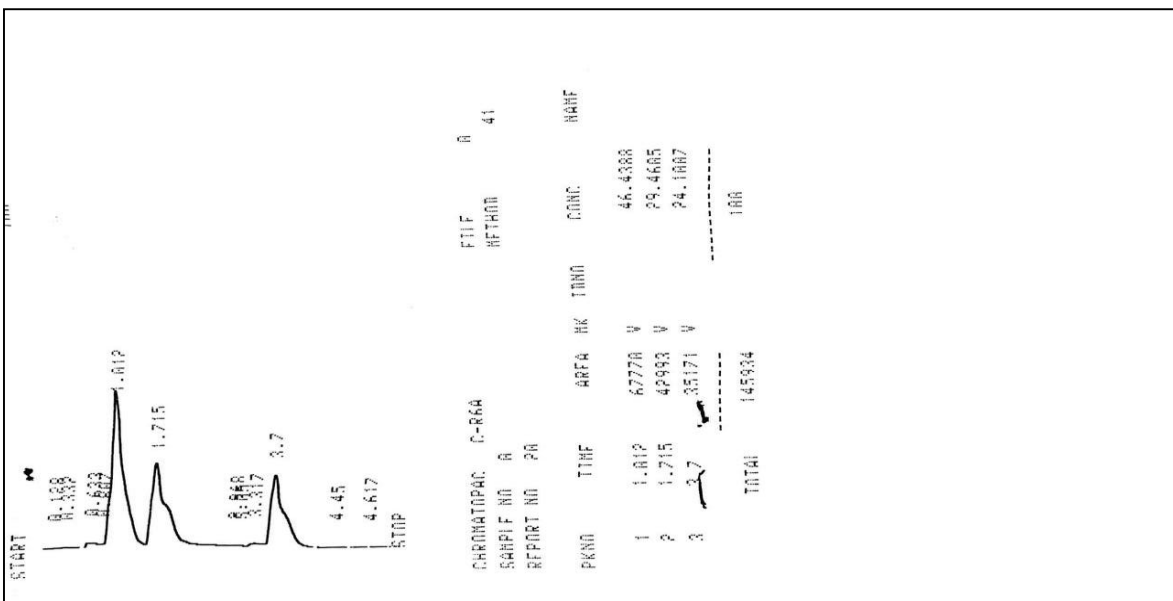 START
1.012
1.715
3.317
3.7
4.45
4.617
STOP
CHROMATOPAC C-R6A FILE 0
SAMPLE NO 0 METHOD 41
REPORT NO 20
PKNO TIME AREA MK IDNO CONC NAME
1 1.012 67770 V 46.4388
2 1.715 42993 V 29.4605
3 3.7 35171 V 24.1007
TOTAL 145934 100